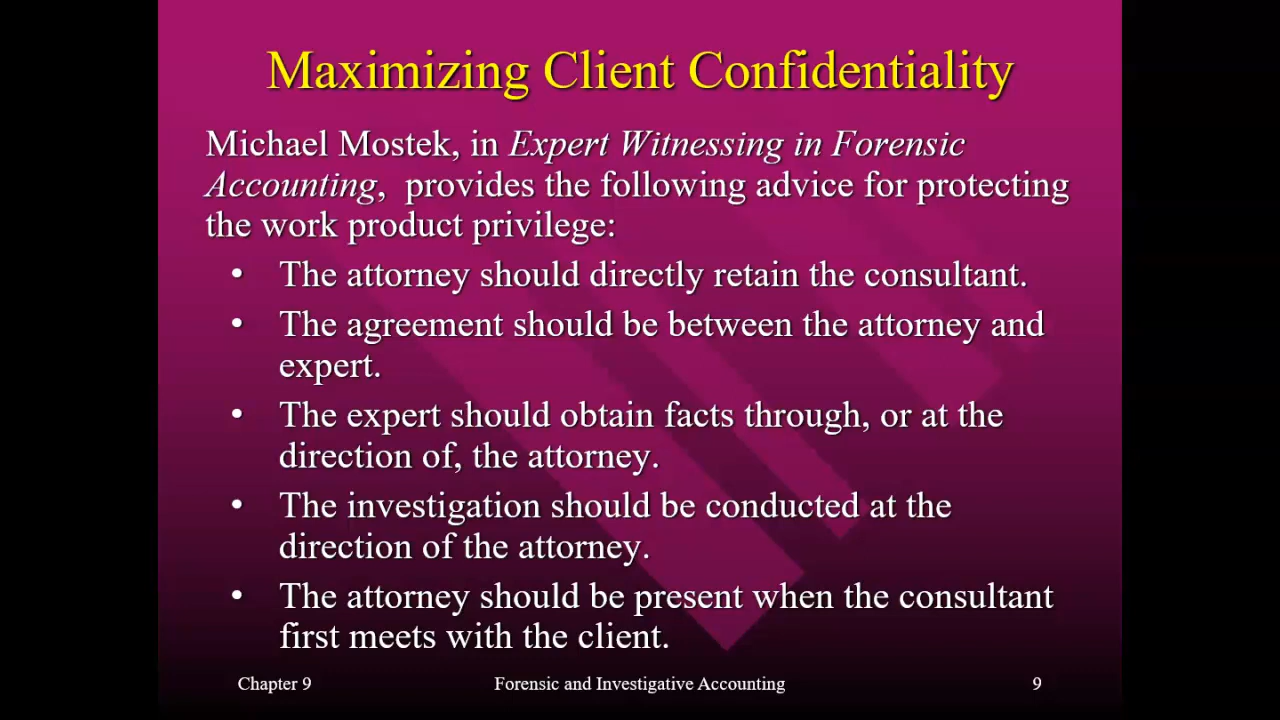 Maximizing Client Confidentiality
Michael Mostek, in Expert Witnessing in Forensic
Accounting, provides the following advice for protecting
the work product privilege:
• The attorney should directly retain the consultant.
• The agreement should be between the attorney and
expert.
• The expert should obtain facts through, or at the
direction of, the attorney.
• The investigation should be conducted at the
direction of the attorney.
• The attorney should be present when the consultant
first meets with the client.
Chapter 9 Forensic and Investigative Accounting 9